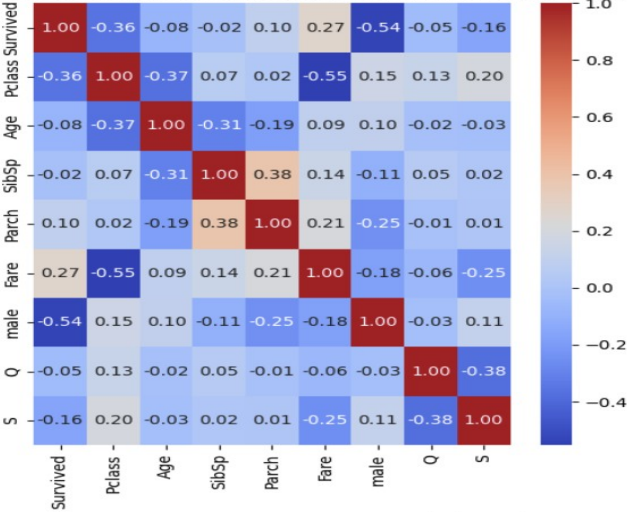 Survived 1.00 -0.36 -0.08 -0.02 0.10 0.27 -0.54 -0.05 -0.16
Pclass -0.36 1.00 -0.37 0.07 0.02 -0.55 0.15 0.13 0.20
Age -0.08 -0.37 1.00 -0.31 -0.19 0.09 0.10 -0.02 -0.03
SibSp -0.02 0.07 -0.31 1.00 0.38 0.14 -0.11 0.05 0.02
Parch 0.10 0.02 -0.19 0.38 1.00 0.21 -0.25 -0.01 0.01
Fare 0.27 -0.55 0.09 0.14 0.21 1.00 -0.18 -0.06 -0.25
male -0.54 0.15 0.10 -0.11 -0.25 -0.18 1.00 -0.03 0.11
Q -0.05 0.13 -0.02 0.05 -0.01 -0.06 -0.03 1.00 -0.38
S -0.16 0.20 -0.03 0.02 0.01 -0.25 0.11 -0.38 1.00
Survived Pclass Age SibSp Parch Fare male Q S
1.0
0.8
0.6
0.4
0.2
0.0
−0.2
−0.4